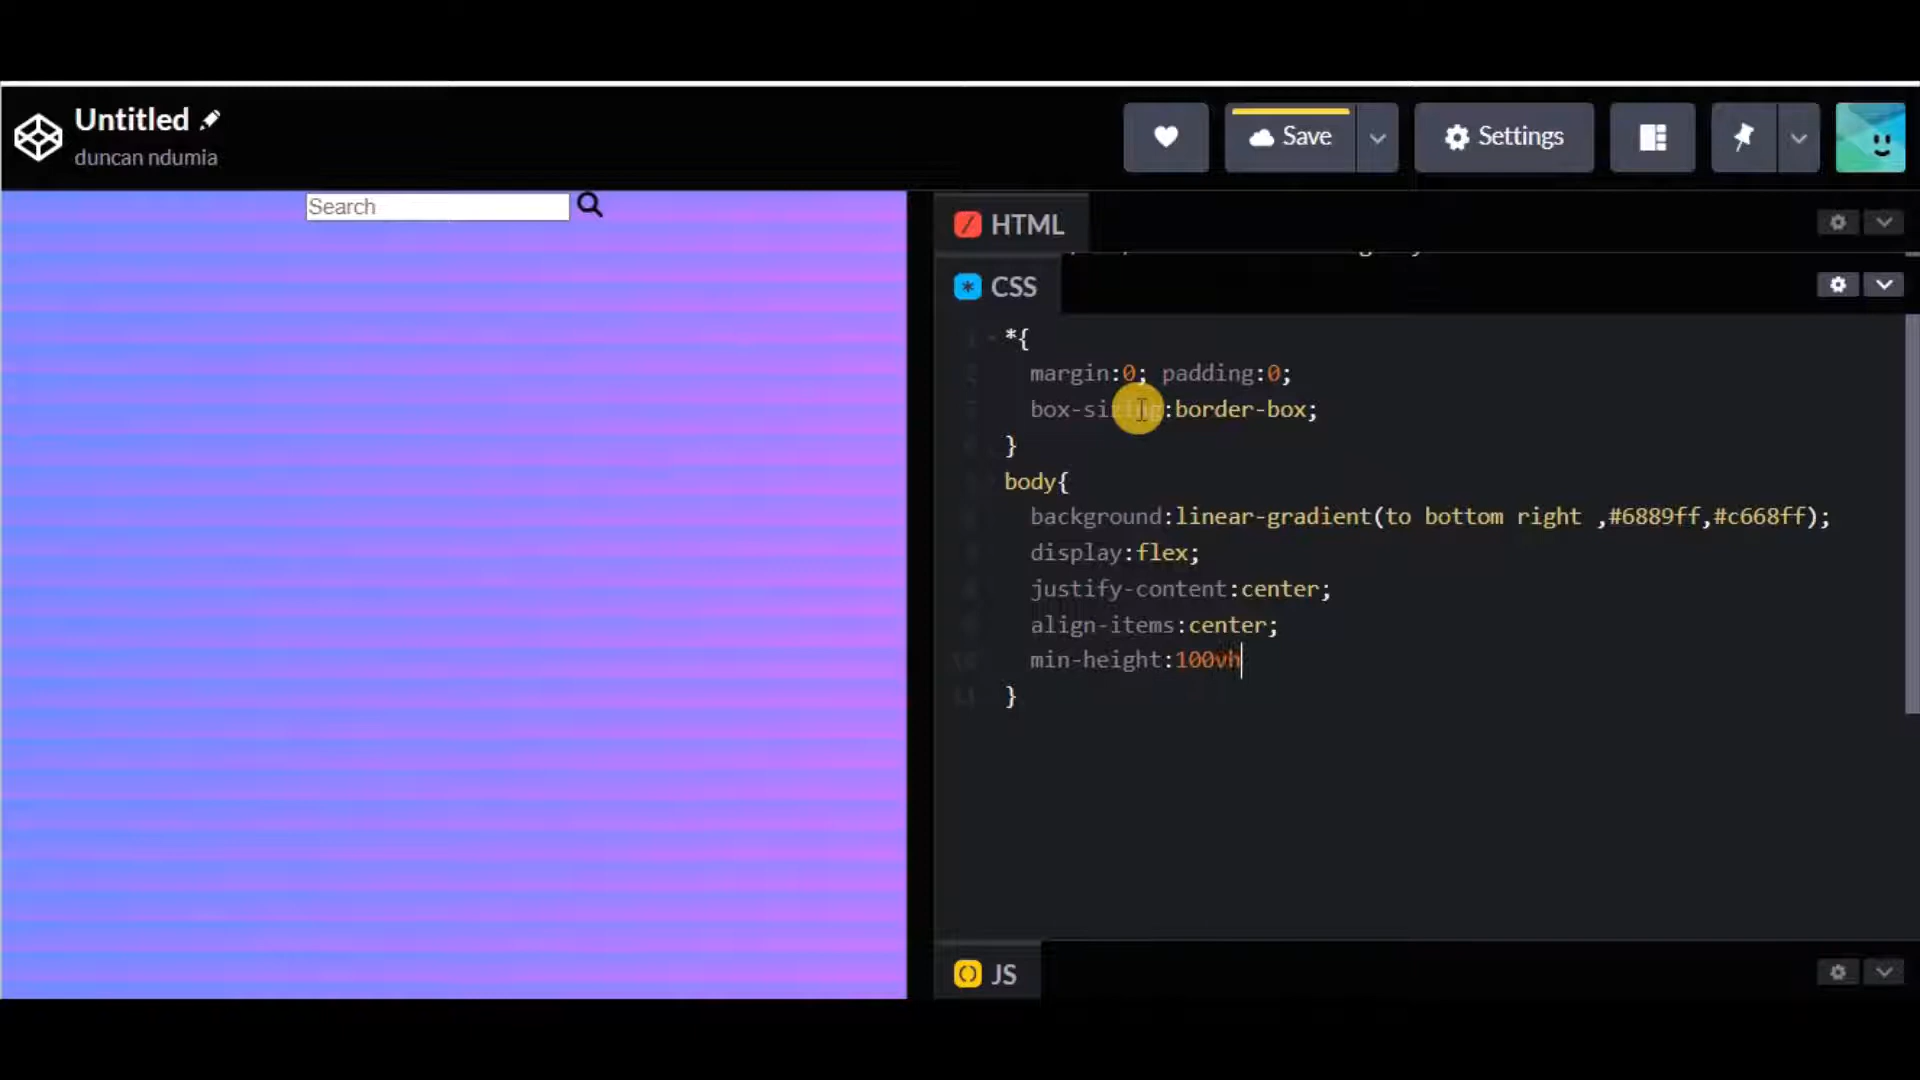 Untitled
duncan ndumia
Save
Settings
Search
HTML
CSS
*{
margin:0; padding:0;
box-sizing:border-box;
}
body{
background:linear-gradient(to bottom right ,#6889ff,#c668ff);
display:flex;
justify-content:center;
align-items:center;
min-height:100vh
}
JS